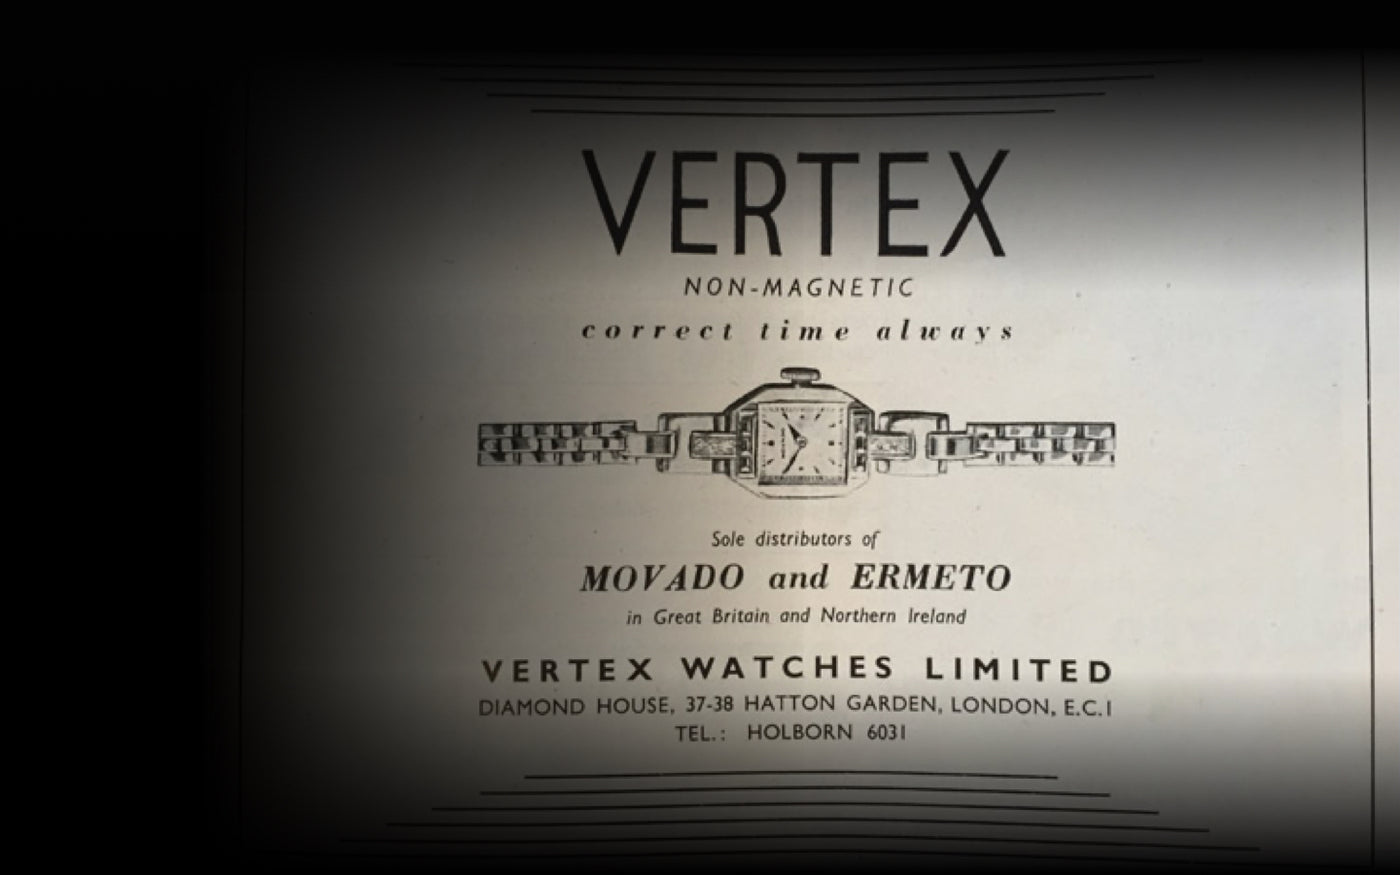 VERTEX
NON-MAGNETIC
correct time always
Sole distributors of
MOVADO and ERMETO
in Great Britain and Northern Ireland
VERTEX WATCHES LIMITED
DIAMOND HOUSE, 37-38 HATTON GARDEN, LONDON, E.C.1
TEL.: HOLBORN 6031